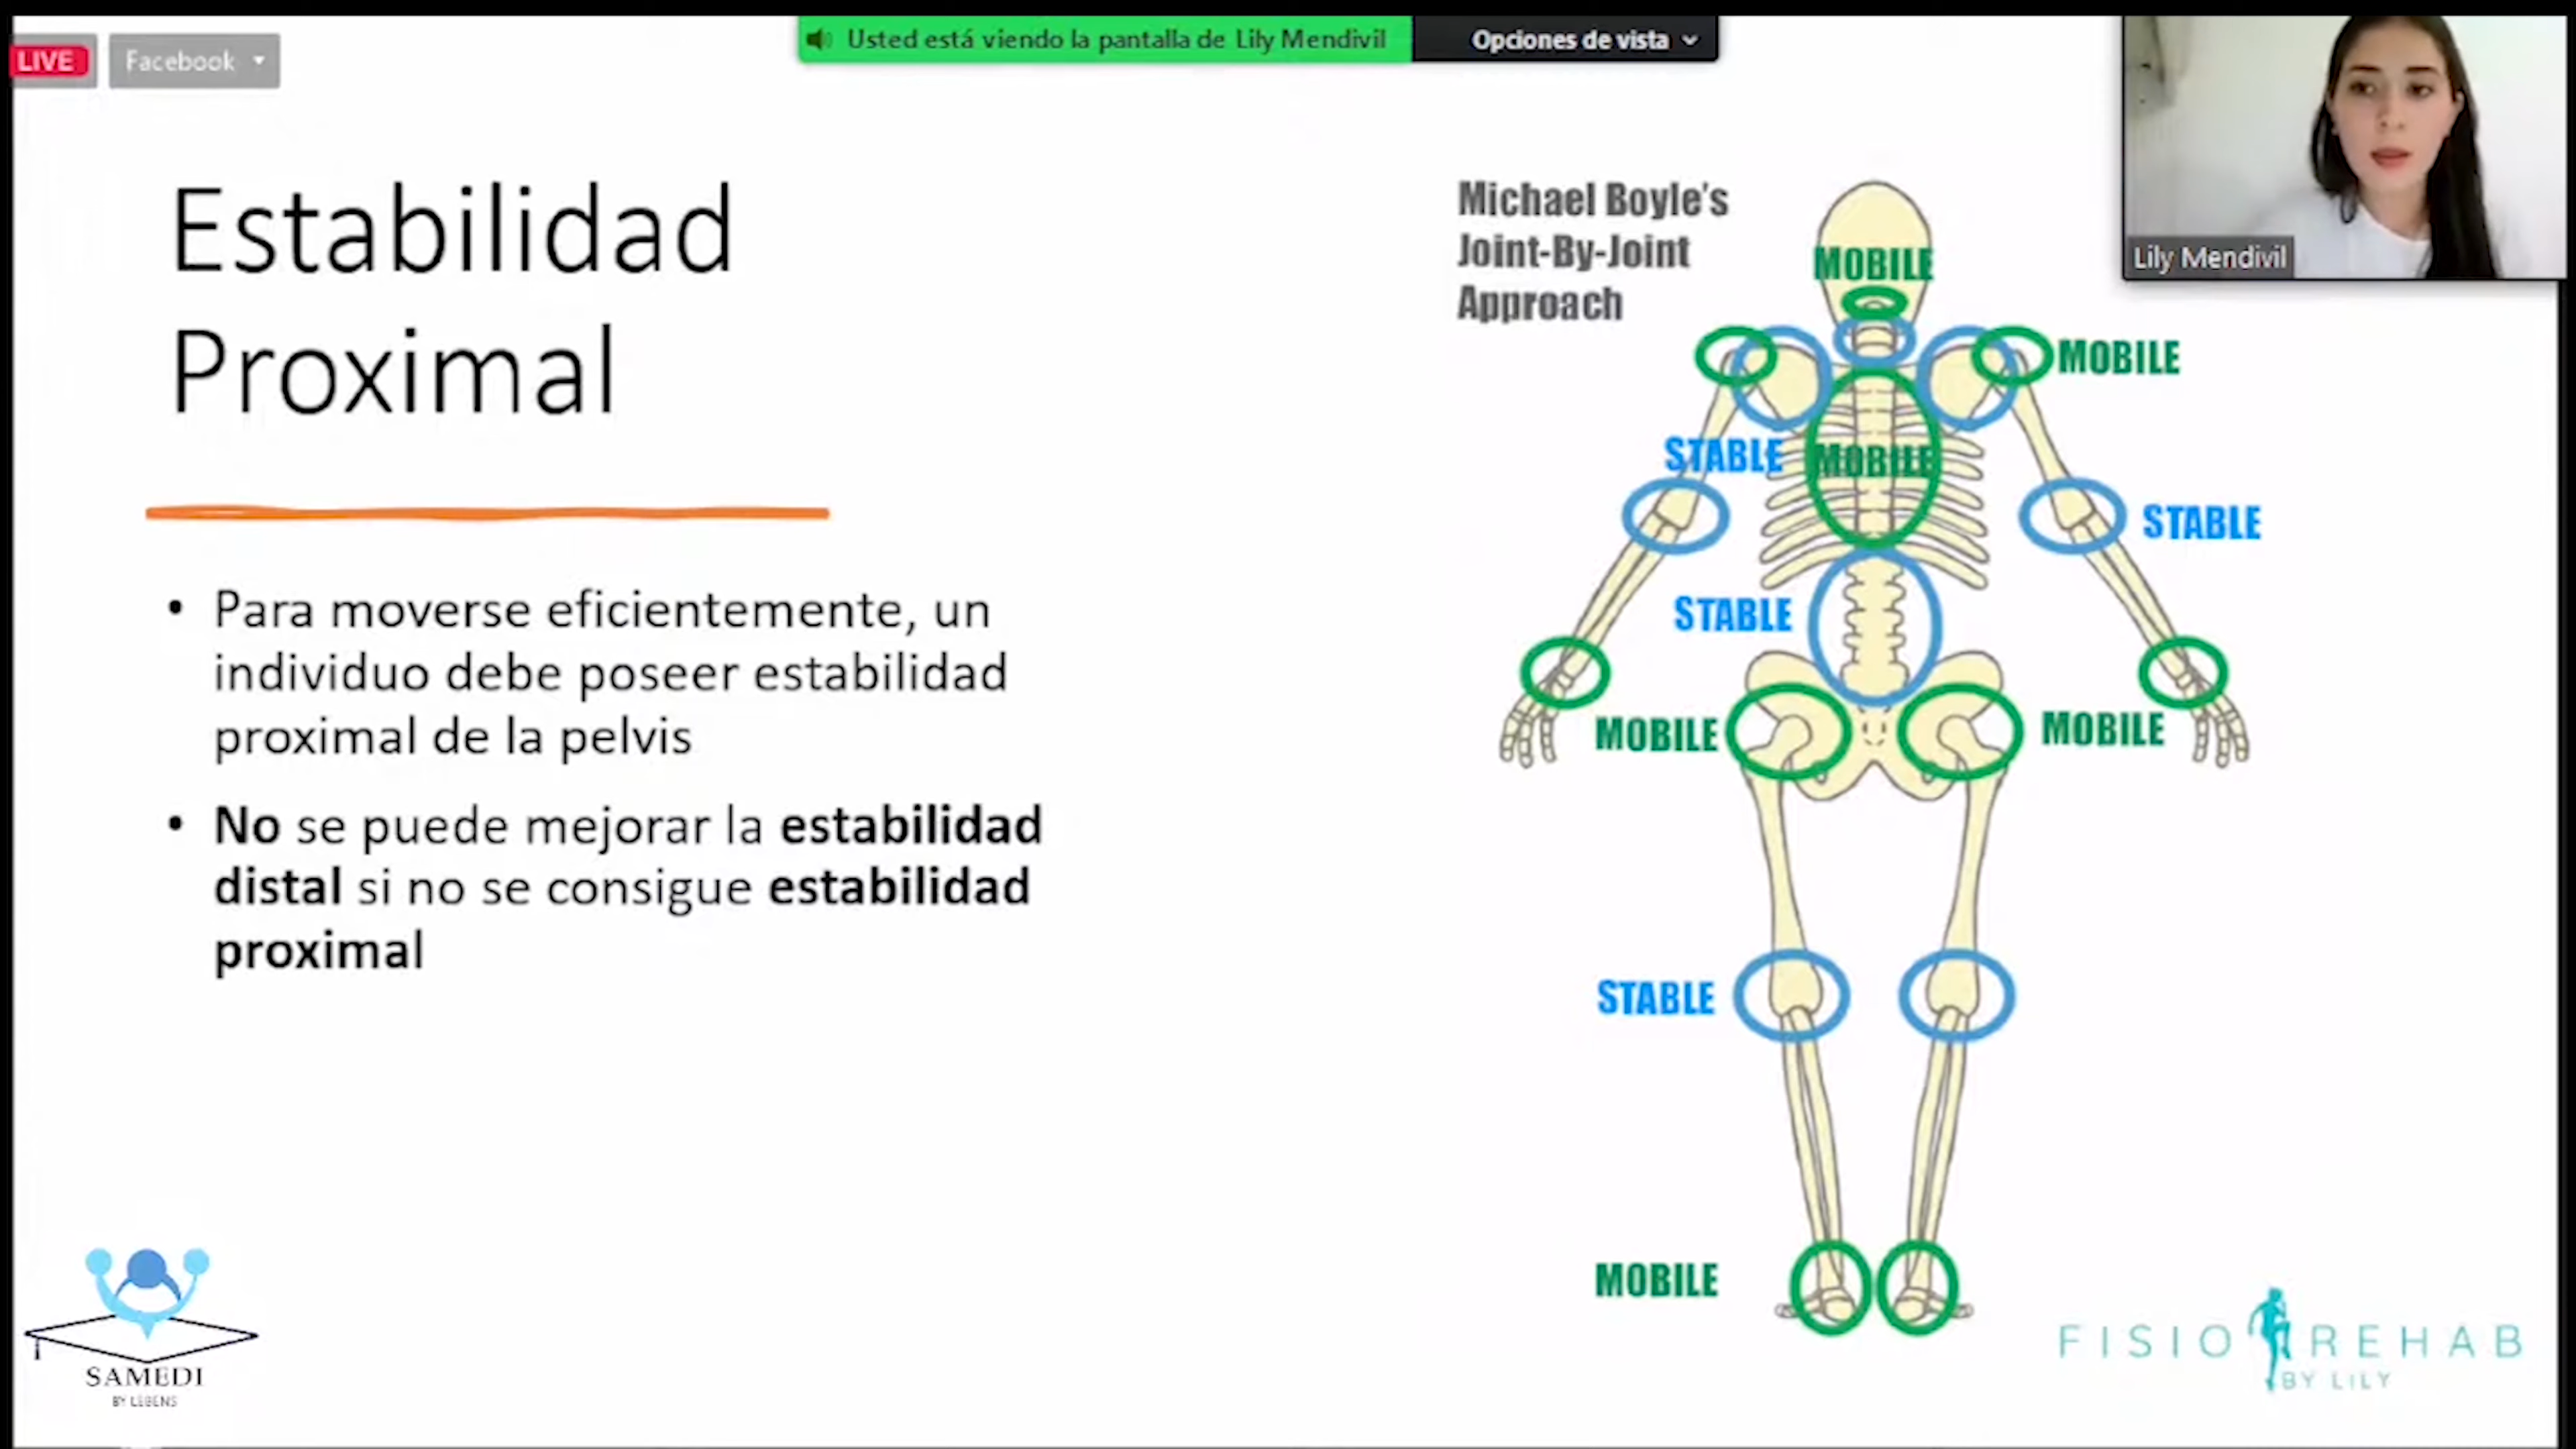 LIVE
Facebook
Usted está viendo la pantalla de Lily Mendivil
Opciones de vista
Lily Mendivil
Estabilidad
Proximal
• Para moverse eficientemente, un
individuo debe poseer estabilidad
proximal de la pelvis
• No se puede mejorar la estabilidad
distal si no se consigue estabilidad
proximal
Michael Boyle's
Joint-By-Joint
Approach
MOBILE
MOBILE
STABLE
MOBILE
STABLE
STABLE
MOBILE
MOBILE
STABLE
MOBILE
SAMEDI
BY LEBENS
FISIO REHAB
BY LILY